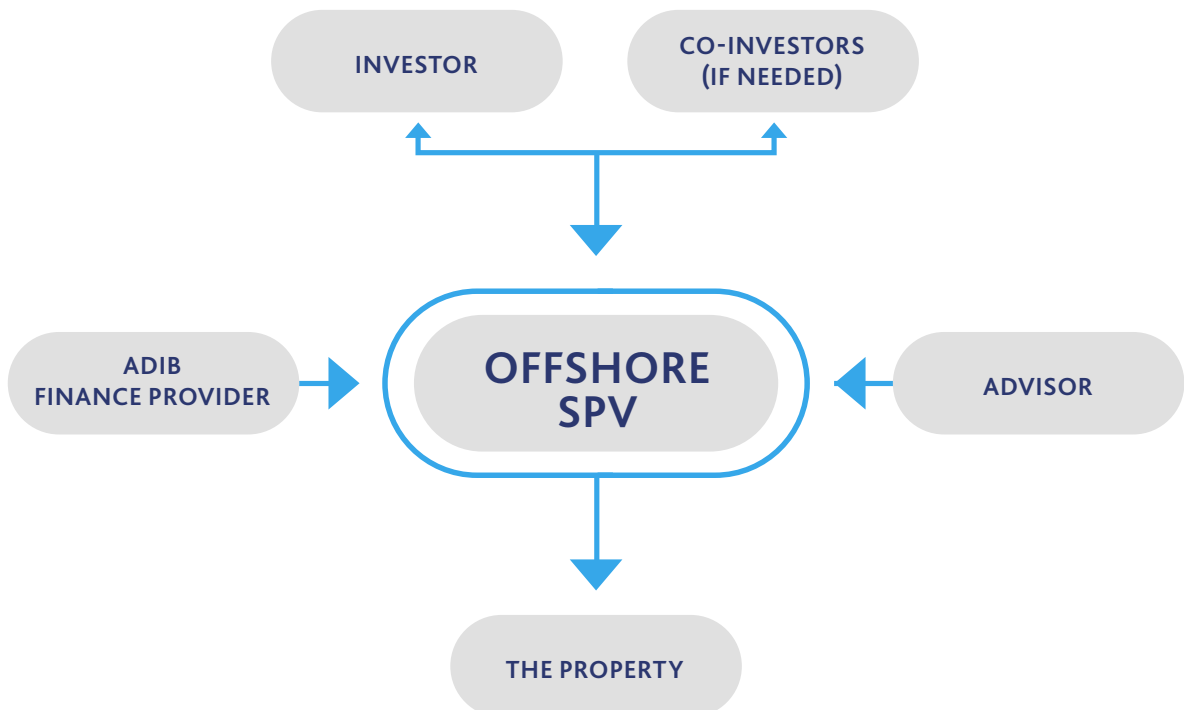 INVESTOR
CO-INVESTORS
(IF NEEDED)
ADIB
FINANCE PROVIDER
OFFSHORE
SPV
ADVISOR
THE PROPERTY